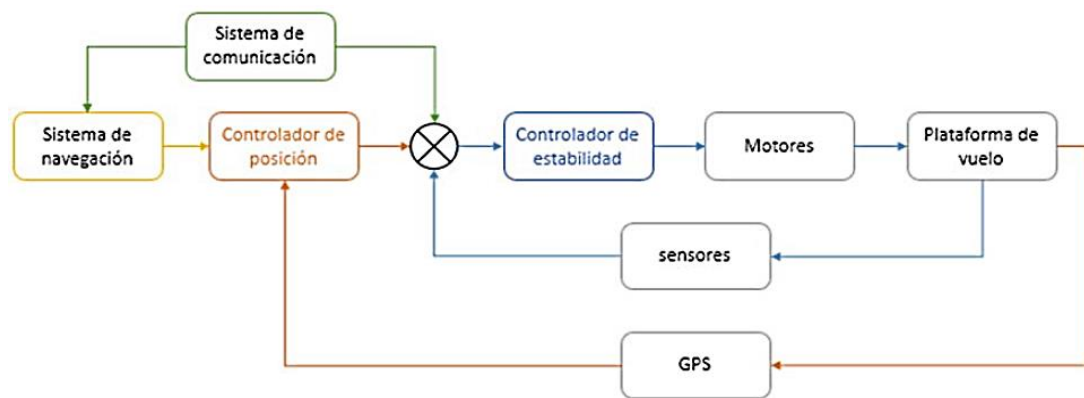 Sistema de
comunicación
Sistema de
navegación
Controlador de
posición
Controlador de
estabilidad
Motores
Plataforma de
vuelo
sensores
GPS